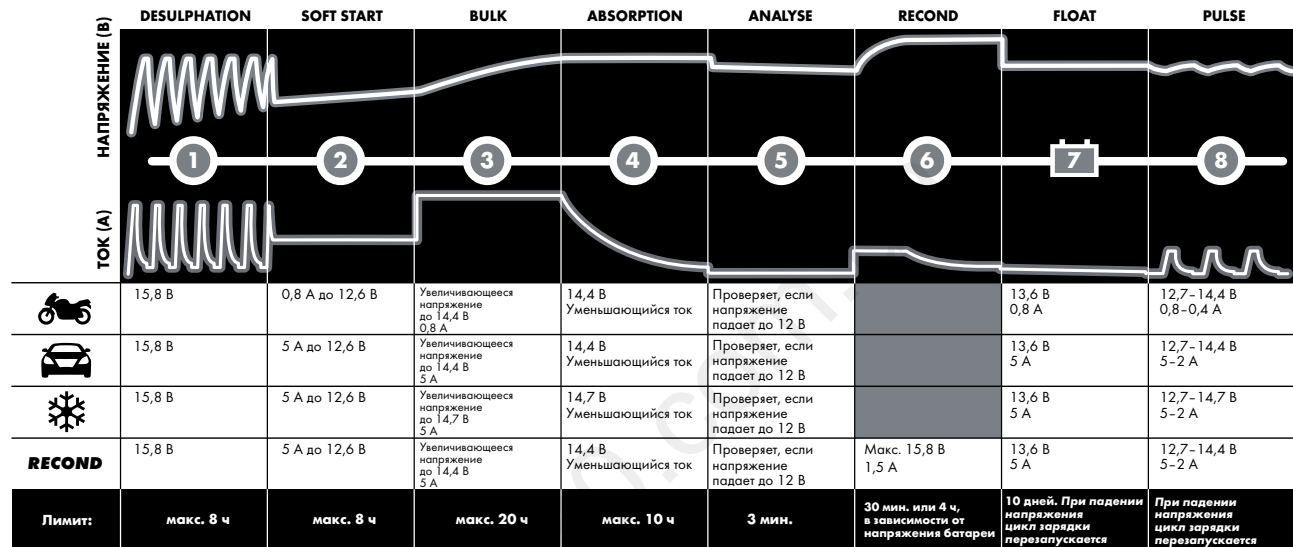 DESULPHATION SOFT START BULK ABSORPTION ANALYSE RECOND FLOAT PULSE
НАПРЯЖЕНИЕ (В)
1 2 3 4 5 6 7 8
ТОК (А)
15,8 В
0,8 А до 12,6 В
Увеличивающееся
напряжение
до 14,4 В
0,8 А
14,4 В
Уменьшающийся ток
Проверяет, если
напряжение
падает до 12 В
13,6 В
0,8 А
12,7–14,4 В
0,8–0,4 А
15,8 В
5 А до 12,6 В
Увеличивающееся
напряжение
до 14,4 В
5 А
14,4 В
Уменьшающийся ток
Проверяет, если
напряжение
падает до 12 В
13,6 В
5 А
12,7–14,4 В
5–2 А
15,8 В
5 А до 12,6 В
Увеличивающееся
напряжение
до 14,7 В
5 А
14,7 В
Уменьшающийся ток
Проверяет, если
напряжение
падает до 12 В
13,6 В
5 А
12,7–14,7 В
5–2 А
RECOND
15,8 В
5 А до 12,6 В
Увеличивающееся
напряжение
до 14,4 В
5 А
14,4 В
Уменьшающийся ток
Проверяет, если
напряжение
падает до 12 В
Макс. 15,8 В
1,5 А
13,6 В
5 А
12,7–14,4 В
5–2 А
Лимит:
макс. 8 ч
макс. 8 ч
макс. 20 ч
макс. 10 ч
3 мин.
30 мин. или 4 ч,
в зависимости от
напряжения батареи
10 дней. При падении
напряжения
цикл зарядки
перезапускается
При падении
напряжения
цикл зарядки
перезапускается